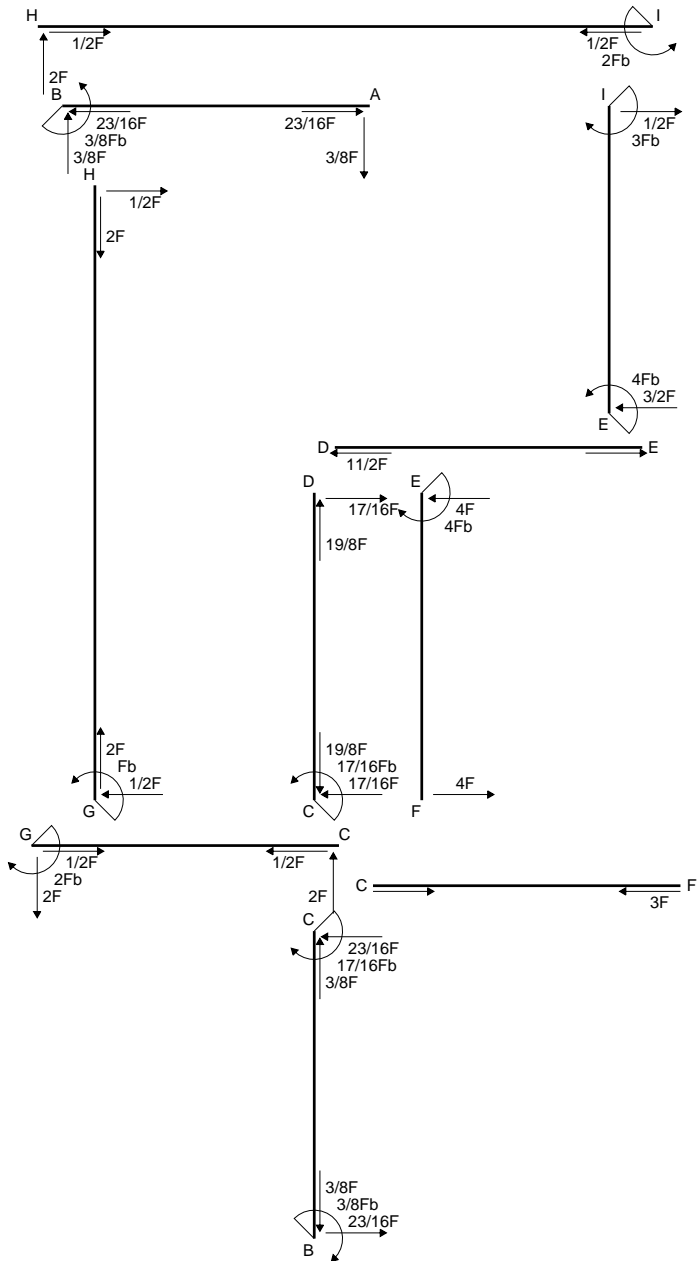 H I
1/2F 1/2F
2Fb
2F
B A I
23/16F 23/16F 1/2F
3/8Fb 3Fb
3/8F 3/8F
H
1/2F
2F
4Fb
3/2F
E
D E
11/2F
D E
17/16F 4F
4Fb
19/8F
2F 19/8F
Fb 17/16Fb
1/2F 17/16F 4F
G C F
G C
1/2F 1/2F
2Fb
2F 2F
C F
3F
C
23/16F
17/16Fb
3/8F
3/8F
3/8Fb
23/16F
B